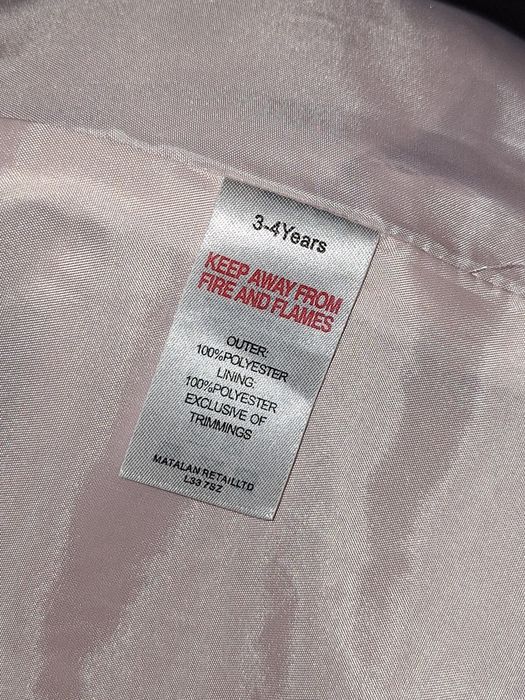 3-4Years
KEEP AWAY FROM
FIRE AND FLAMES
OUTER:
100%POLYESTER
LINING:
100%POLYESTER
EXCLUSIVE OF
TRIMMINGS
MATALAN RETAILLTD
L33 7SZ